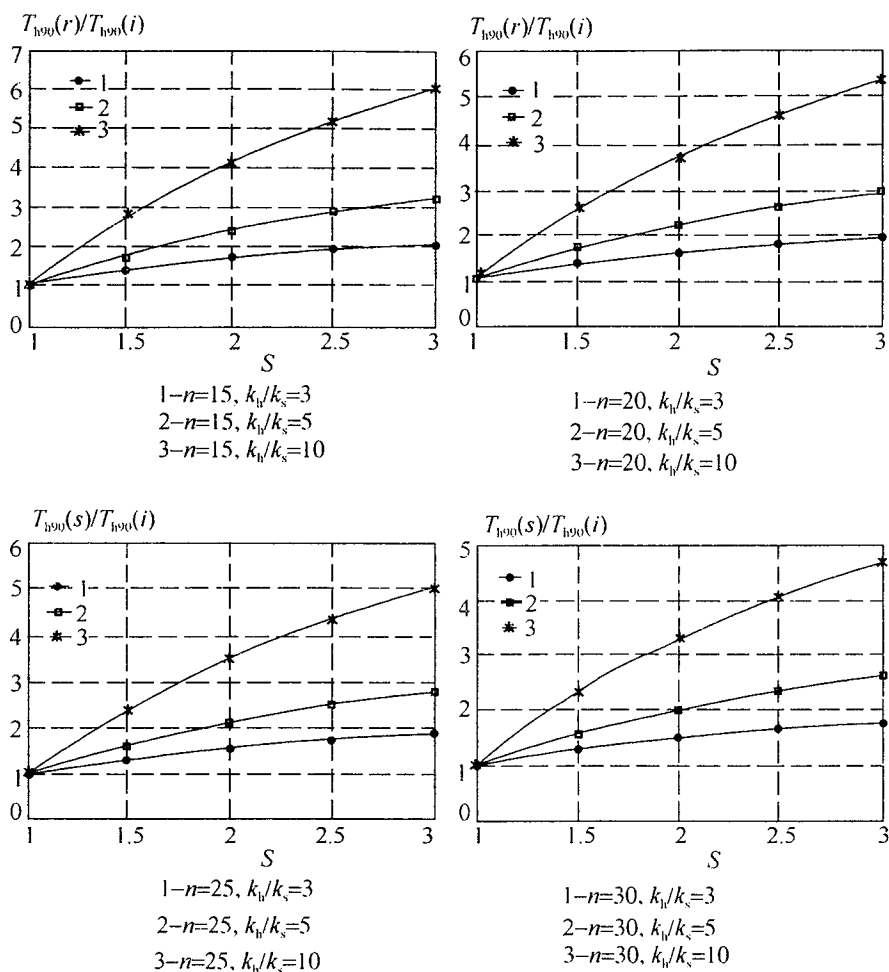 T_h90(r)/T_h90(i)
7
6
5
4
3
2
1
0
1
2
3
1 1.5 2 2.5 3
S
1–n=15, k_h/k_s=3
2–n=15, k_h/k_s=5
3–n=15, k_h/k_s=10
T_h90(r)/T_h90(i)
6
5
4
3
2
1
0
1
2
3
1 1.5 2 2.5 3
S
1–n=20, k_h/k_s=3
2–n=20, k_h/k_s=5
3–n=20, k_h/k_s=10
T_h90(s)/T_h90(i)
6
5
4
3
2
1
0
1
2
3
1 1.5 2 2.5 3
S
1–n=25, k_h/k_s=3
2–n=25, k_h/k_s=5
3–n=25, k_h/k_s=10
T_h90(s)/T_h90(i)
5
4
3
2
1
0
1
2
3
1 1.5 2 2.5 3
S
1–n=30, k_h/k_s=3
2–n=30, k_h/k_s=5
3–n=30, k_h/k_s=10